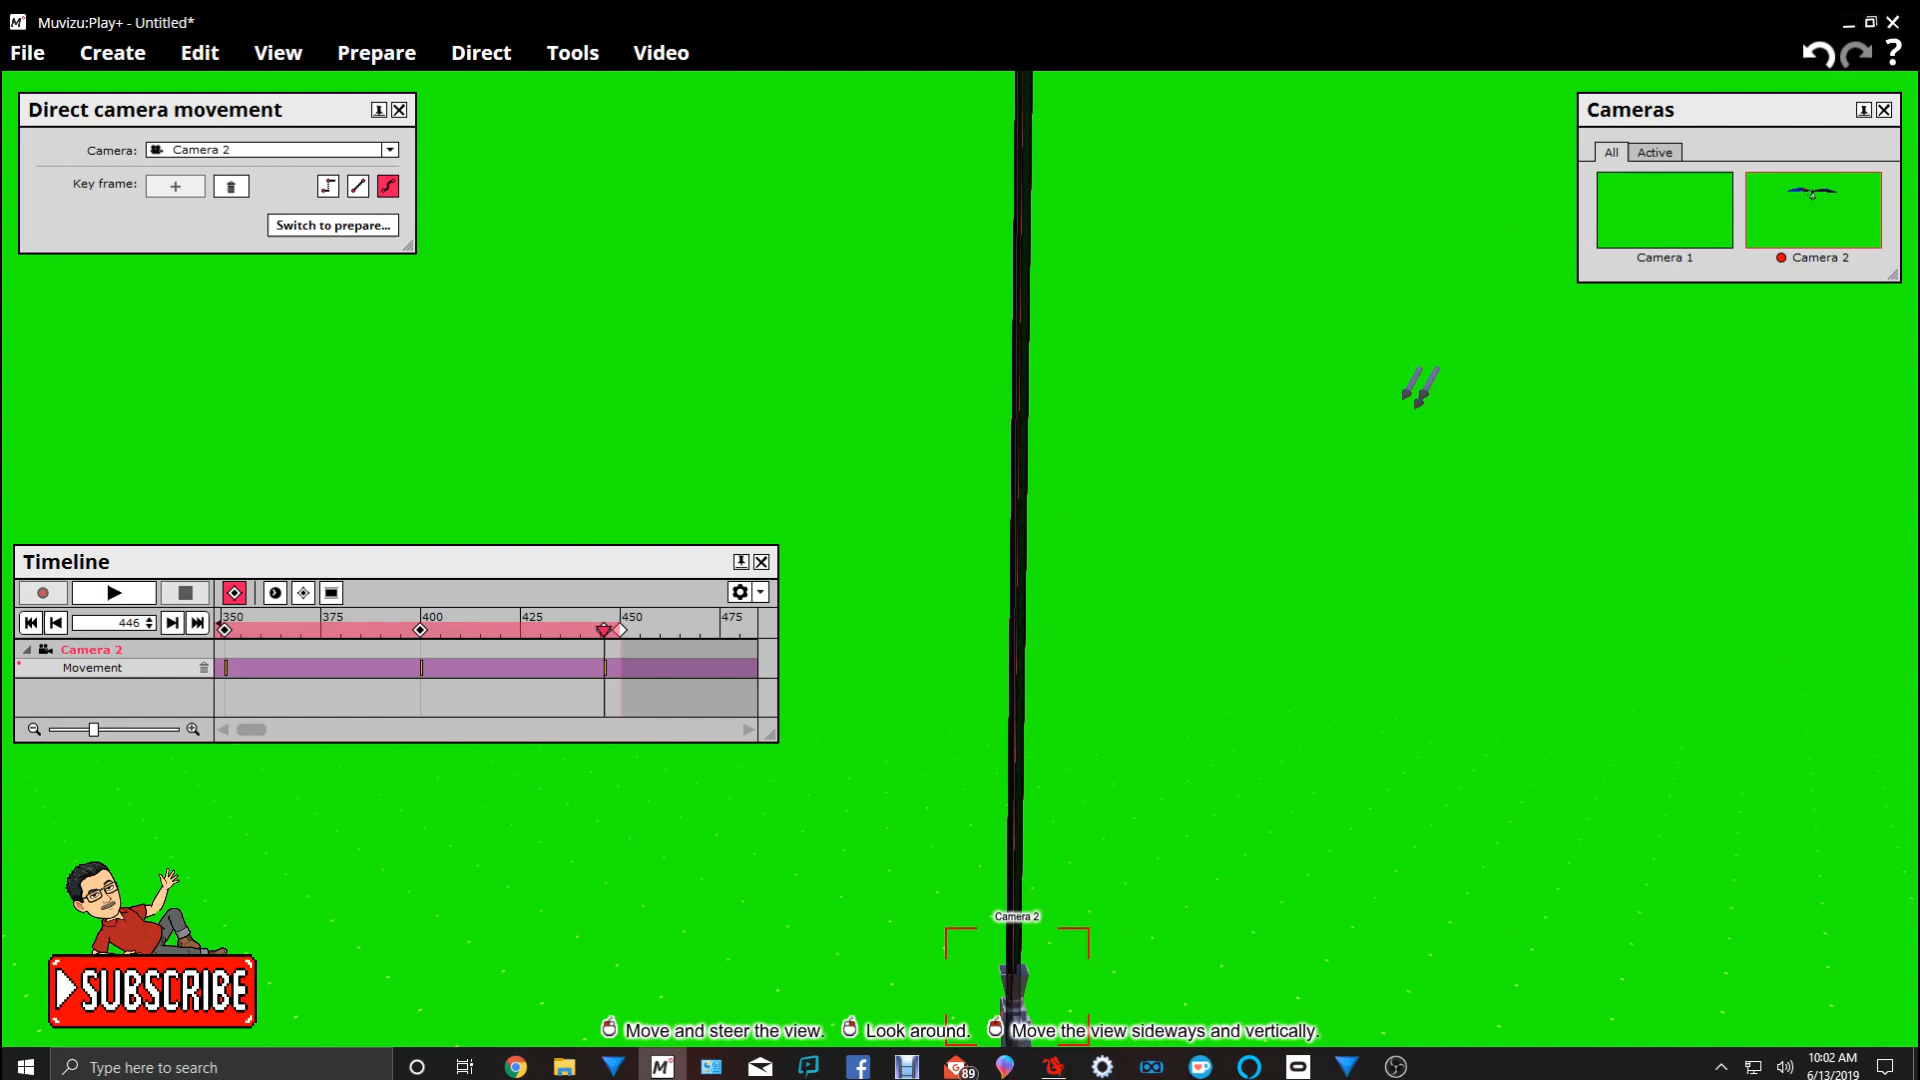 Muvizu:Play+ - Untitled*
File Create Edit View Prepare Direct Tools Video ?
Direct camera movement
Camera: Camera 2
Key frame: +
Switch to prepare...
Cameras
All Active
Camera 1 Camera 2
Timeline
446 350 375 400 425 450 475
Camera 2
Movement
Camera 2
SUBSCRIBE
Move and steer the view. Look around. Move the view sideways and vertically.
Type here to search
89
10:02 AM
6/13/2019